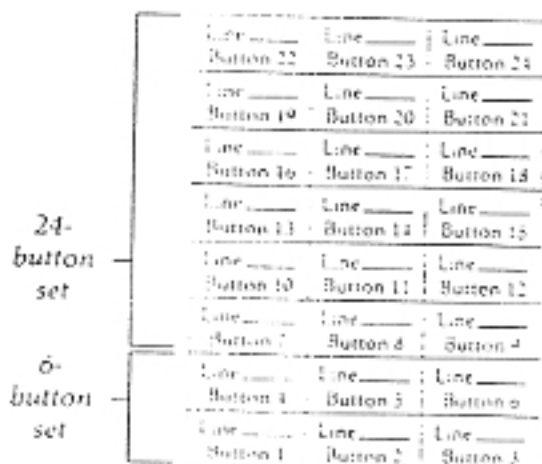 Line____ Line____ Line____
Button 22 Button 23 Button 24
Line____ Line____ Line____
Button 19 Button 20 Button 21
Line____ Line____ Line____
Button 16 Button 17 Button 18
Line____ Line____ Line____
Button 13 Button 14 Button 15
24-
button
set
Line____ Line____ Line____
Button 10 Button 11 Button 12
Line____ Line____ Line____
Button 7 Button 8 Button 9
6-
button
set
Line____ Line____ Line____
Button 4 Button 5 Button 6
Line____ Line____ Line____
Button 1 Button 2 Button 3